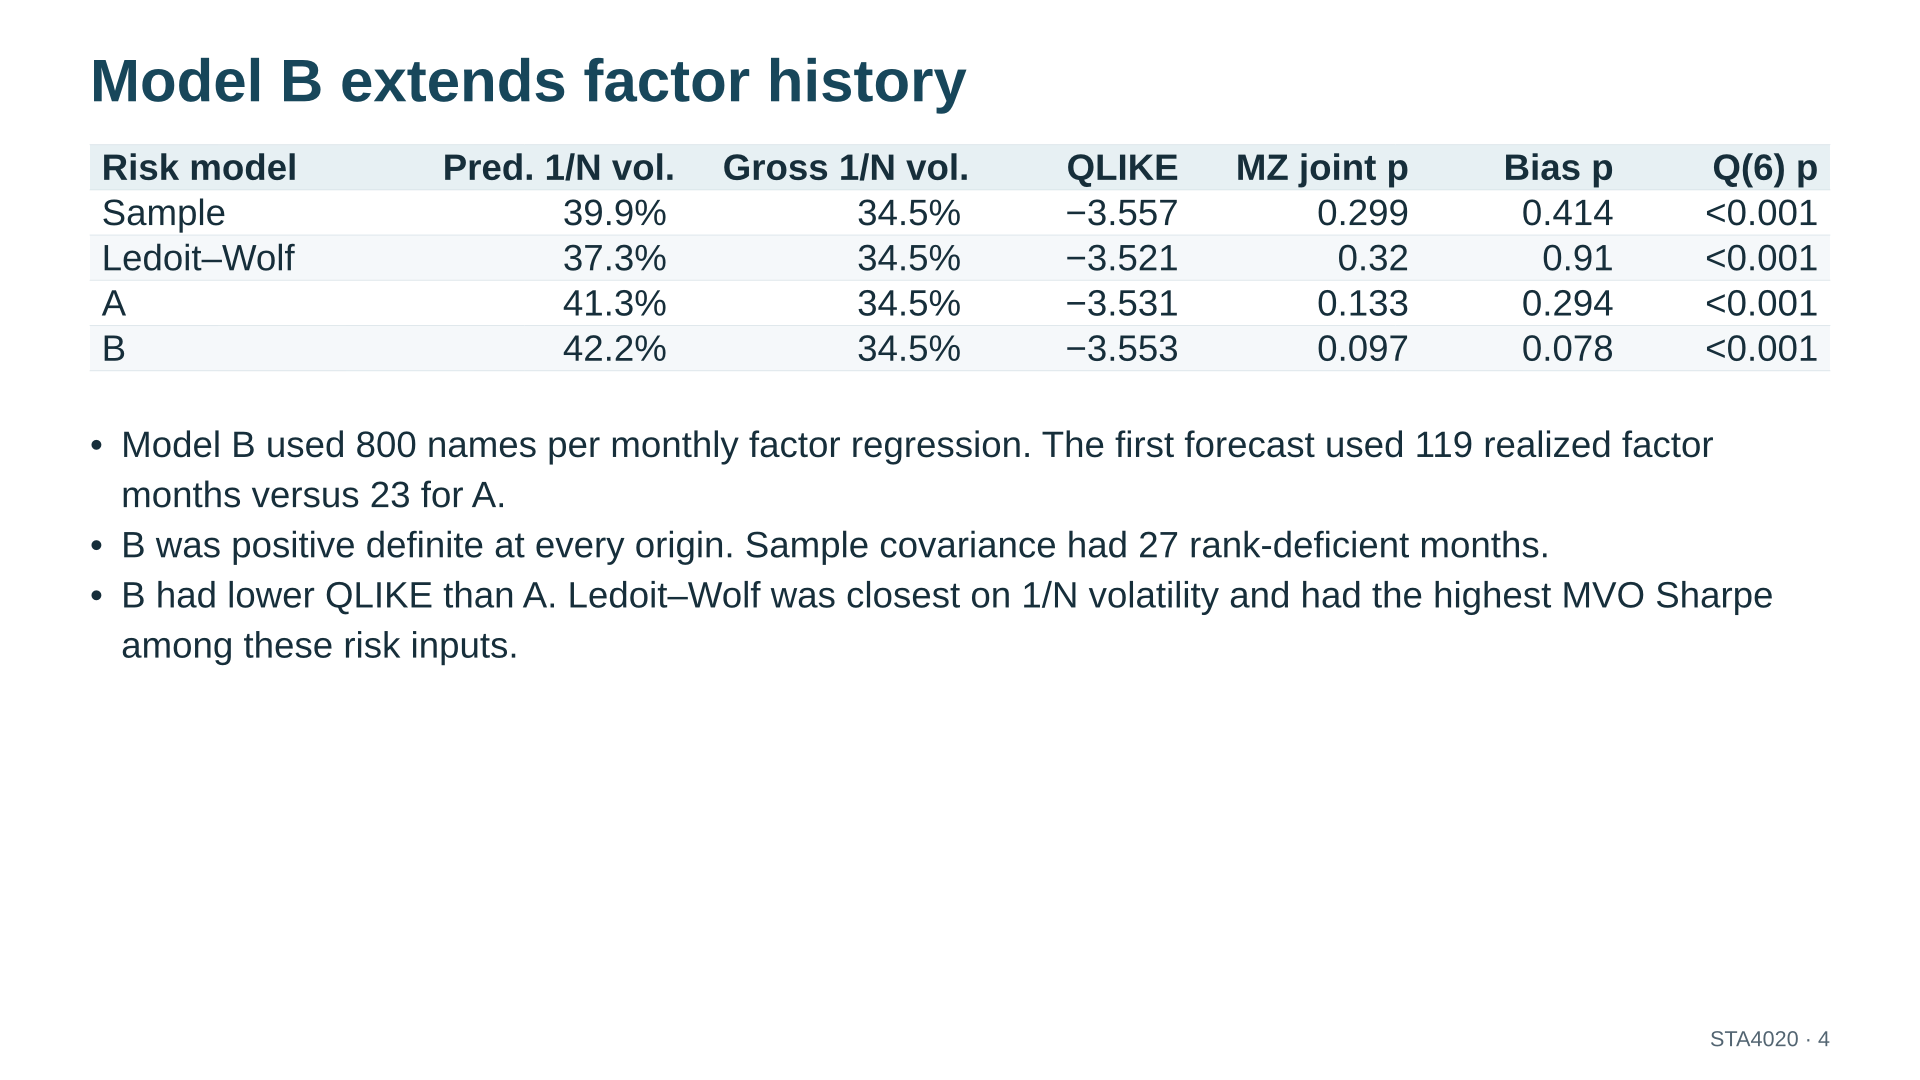 Model B extends factor history
Risk model Pred. 1/N vol. Gross 1/N vol. QLIKE MZ joint p Bias p Q(6) p
Sample 39.9% 34.5% −3.557 0.299 0.414 <0.001
Ledoit–Wolf 37.3% 34.5% −3.521 0.32 0.91 <0.001
A 41.3% 34.5% −3.531 0.133 0.294 <0.001
B 42.2% 34.5% −3.553 0.097 0.078 <0.001
• Model B used 800 names per monthly factor regression. The first forecast used 119 realized factor
months versus 23 for A.
• B was positive definite at every origin. Sample covariance had 27 rank-deficient months.
• B had lower QLIKE than A. Ledoit–Wolf was closest on 1/N volatility and had the highest MVO Sharpe
among these risk inputs.
STA4020 · 4